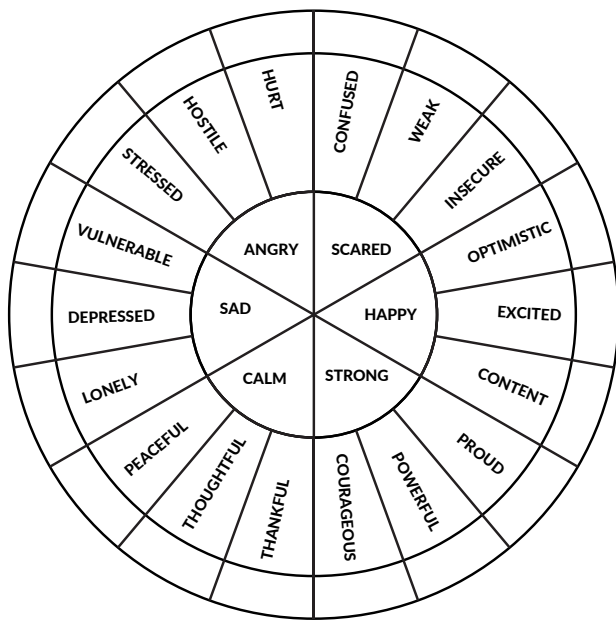 HURT
CONFUSED
HOSTILE
WEAK
STRESSED
INSECURE
VULNERABLE
OPTIMISTIC
ANGRY
SCARED
DEPRESSED
SAD
HAPPY
EXCITED
LONELY
CALM
STRONG
CONTENT
PEACEFUL
PROUD
THOUGHTFUL
POWERFUL
THANKFUL
COURAGEOUS